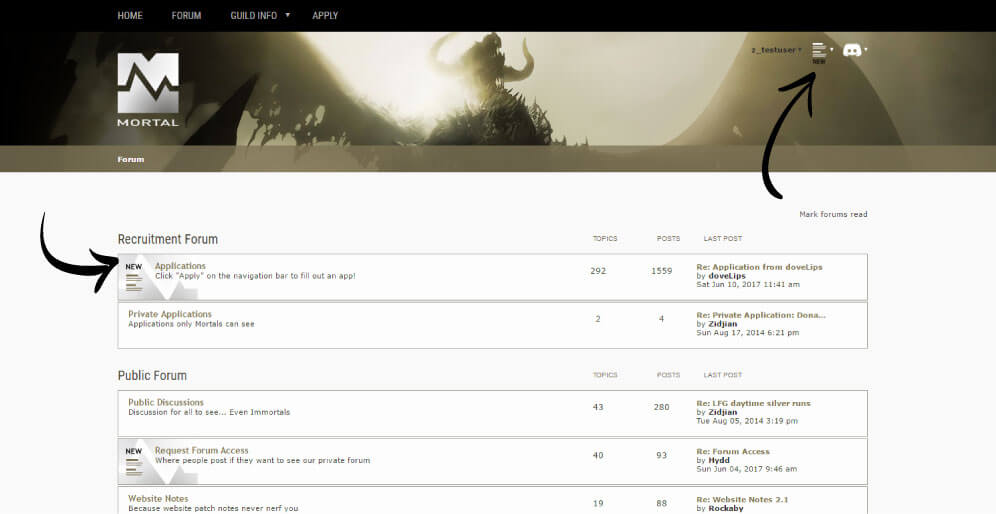 HOME FORUM GUILD INFO APPLY
z_testuser
NEW
MORTAL
Forum
Mark forums read
Recruitment Forum TOPICS POSTS LAST POST
NEW Applications 292 1559 Re: Application from doveLips
Click "Apply" on the navigation bar to fill out an app! by doveLips
Sat Jun 10, 2017 11:41 am
Private Applications 2 4 Re: Private Application: Dona...
Applications only Mortals can see by Zidjian
Sun Aug 17, 2014 6:21 pm
Public Forum TOPICS POSTS LAST POST
Public Discussions 43 280 Re: LFG daytime silver runs
Discussion for all to see... Even Immortals by Zidjian
Tue Aug 05, 2014 3:19 pm
NEW Request Forum Access 40 93 Re: Forum Access
Where people post if they want to see our private forum by Hydd
Sun Jun 04, 2017 9:46 am
Website Notes 19 88 Re: Website Notes 2.1
Because website patch notes never nerf you by Rockaby